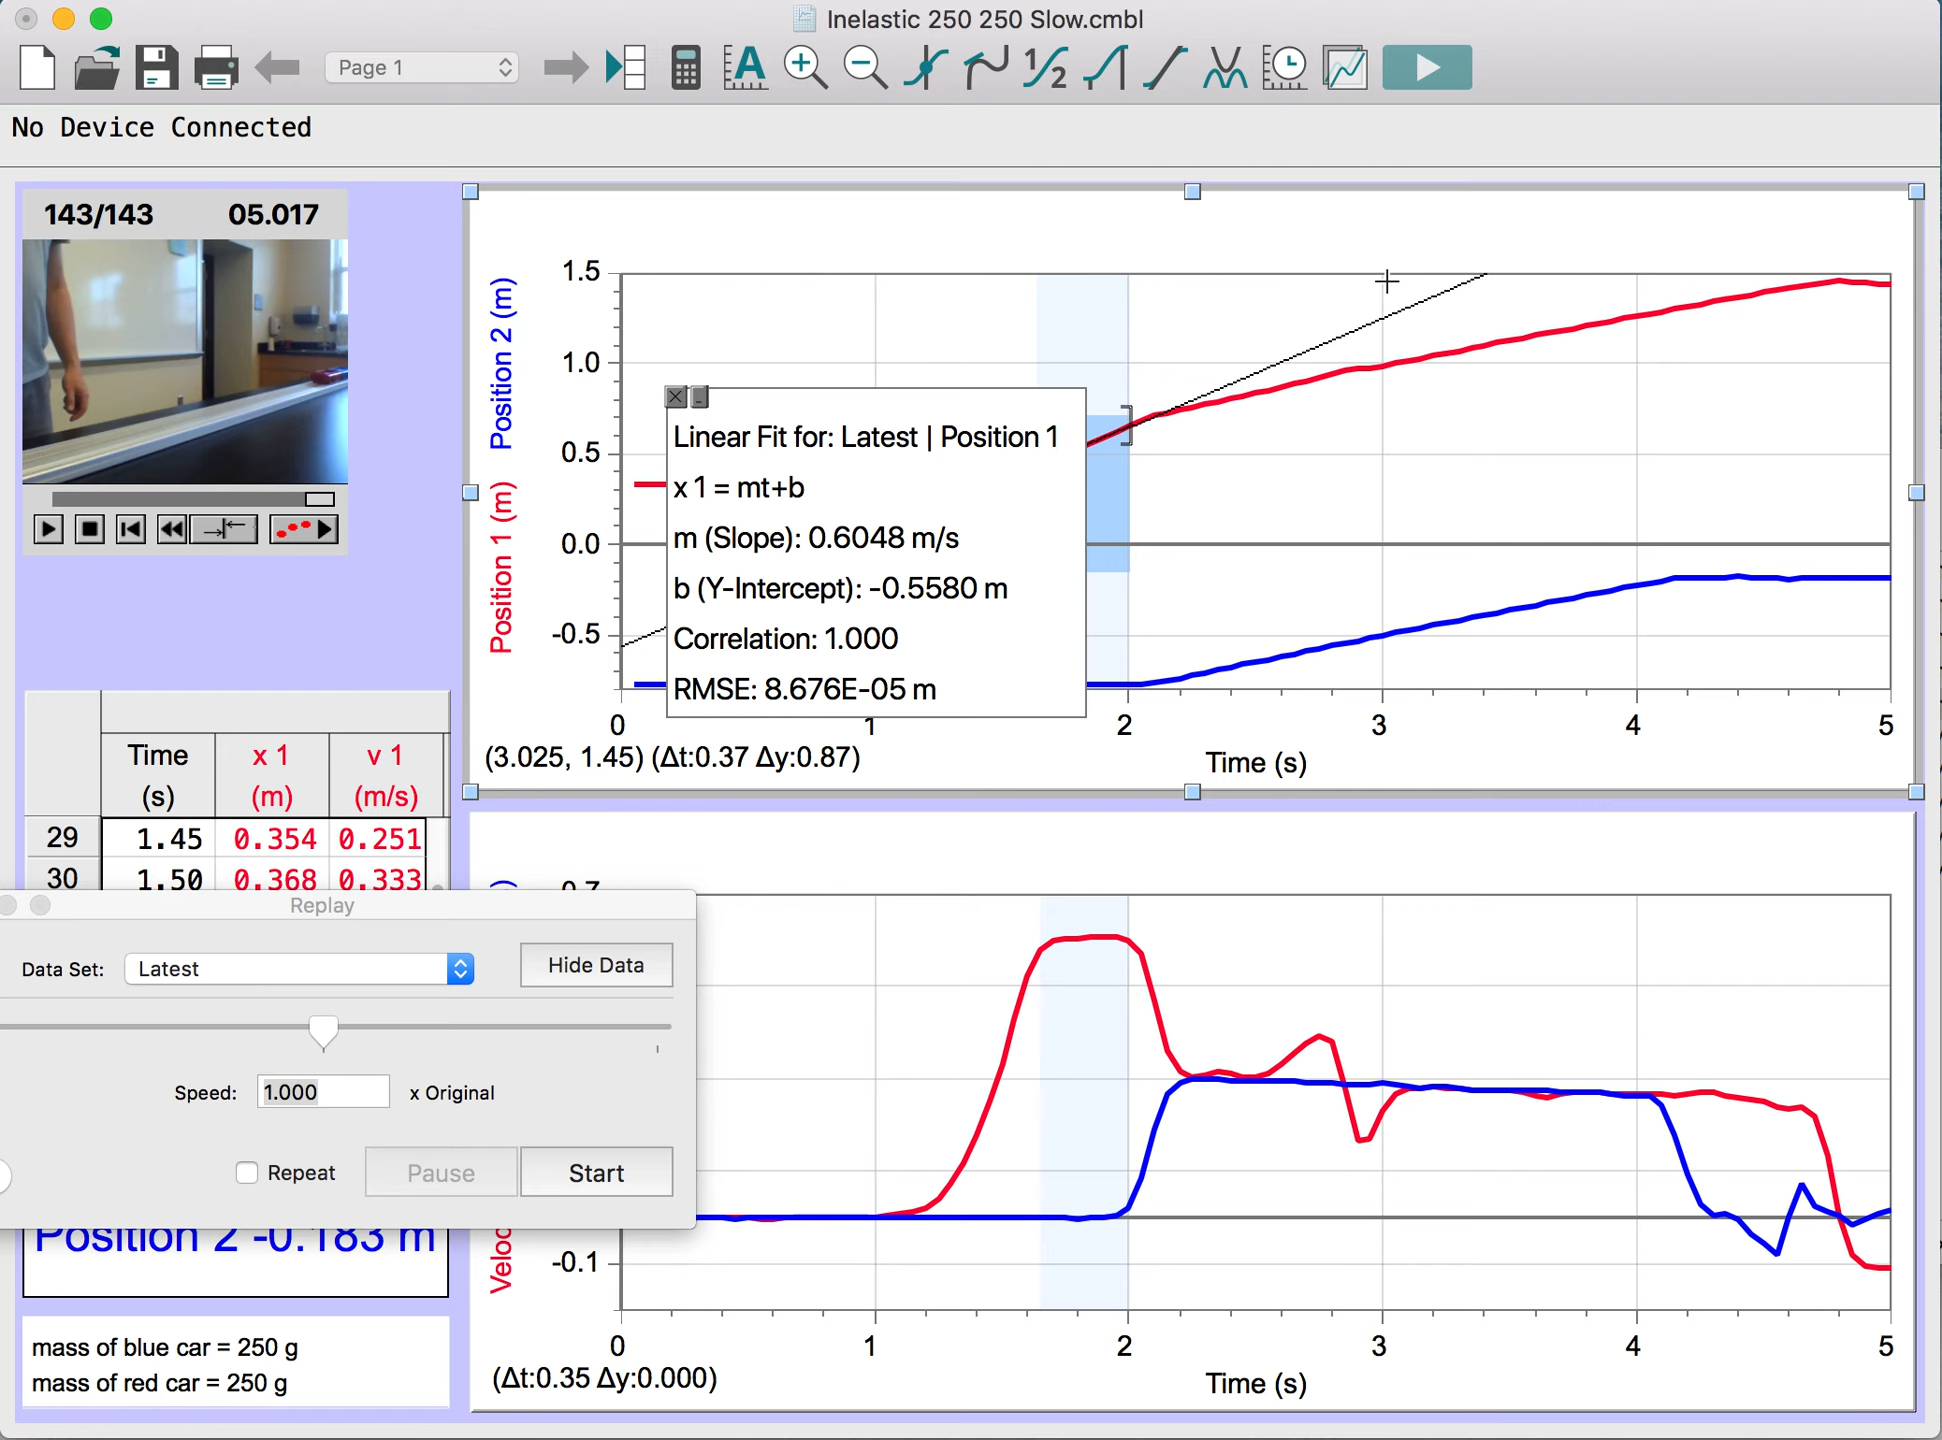 Inelastic 250 250 Slow.cmbl
Page 1
No Device Connected
143/143 05.017
Position 2 (m)
Position 1 (m)
1.5
1.0
0.5
0.0
-0.5
Linear Fit for: Latest | Position 1
x 1 = mt+b
m (Slope): 0.6048 m/s
b (Y-Intercept): -0.5580 m
Correlation: 1.000
RMSE: 8.676E-05 m
0 1 2 3 4 5
(3.025, 1.45) (Δt:0.37 Δy:0.87)
Time (s)
Time (s) x 1 (m) v 1 (m/s)
29 1.45 0.354 0.251
30 1.50 0.368 0.333
Replay
Data Set: Latest Hide Data
Speed: 1.000 x Original
Repeat Pause Start
Position 2 -0.183 m
mass of blue car = 250 g
mass of red car = 250 g
0.7
-0.1
0 1 2 3 4 5
(Δt:0.35 Δy:0.000)
Time (s)